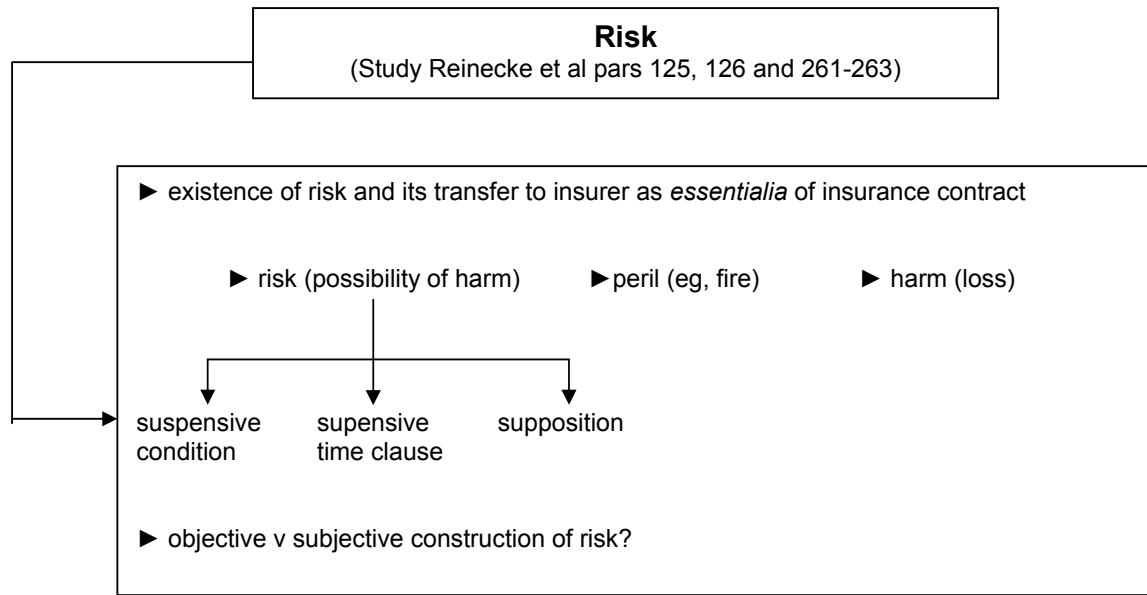 Risk
(Study Reinecke et al pars 125, 126 and 261-263)
► existence of risk and its transfer to insurer as essentialia of insurance contract
► risk (possibility of harm) ►peril (eg, fire) ► harm (loss)
suspensive supensive supposition
condition time clause
► objective v subjective construction of risk?